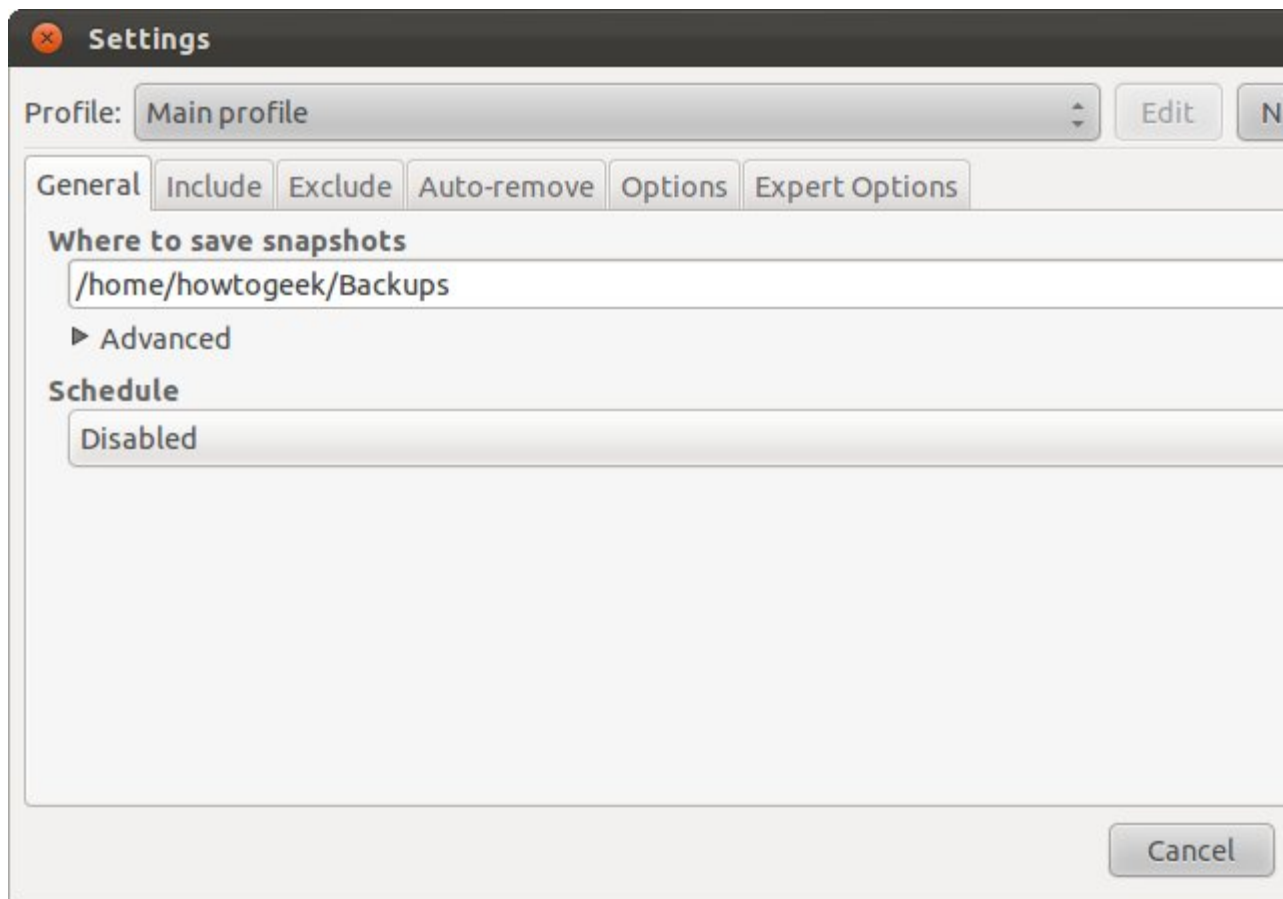 Settings
Profile: Main profile Edit N
General Include Exclude Auto-remove Options Expert Options
Where to save snapshots
/home/howtogeek/Backups
Advanced
Schedule
Disabled
Cancel